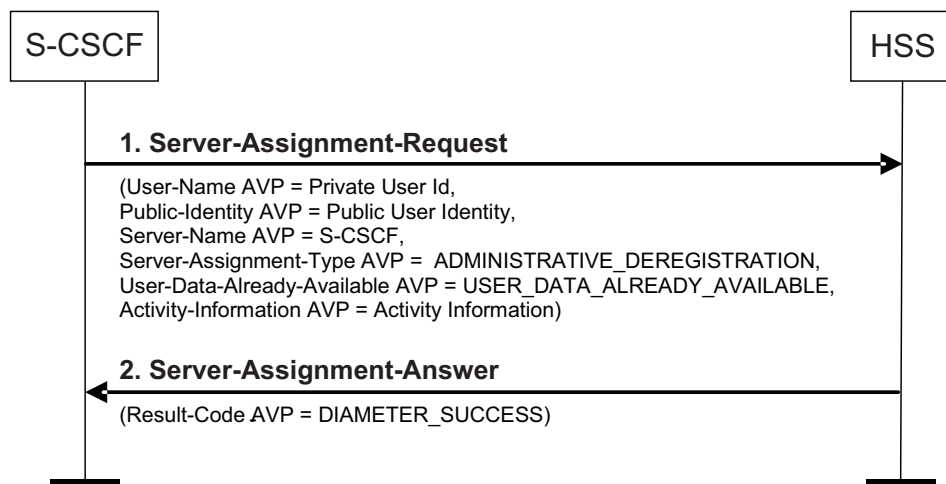 S-CSCF
HSS
1. Server-Assignment-Request
(User-Name AVP = Private User Id,
Public-Identity AVP = Public User Identity,
Server-Name AVP = S-CSCF,
Server-Assignment-Type AVP =  ADMINISTRATIVE_DEREGISTRATION,
User-Data-Already-Available AVP = USER_DATA_ALREADY_AVAILABLE,
Activity-Information AVP = Activity Information)
2. Server-Assignment-Answer
(Result-Code AVP = DIAMETER_SUCCESS)